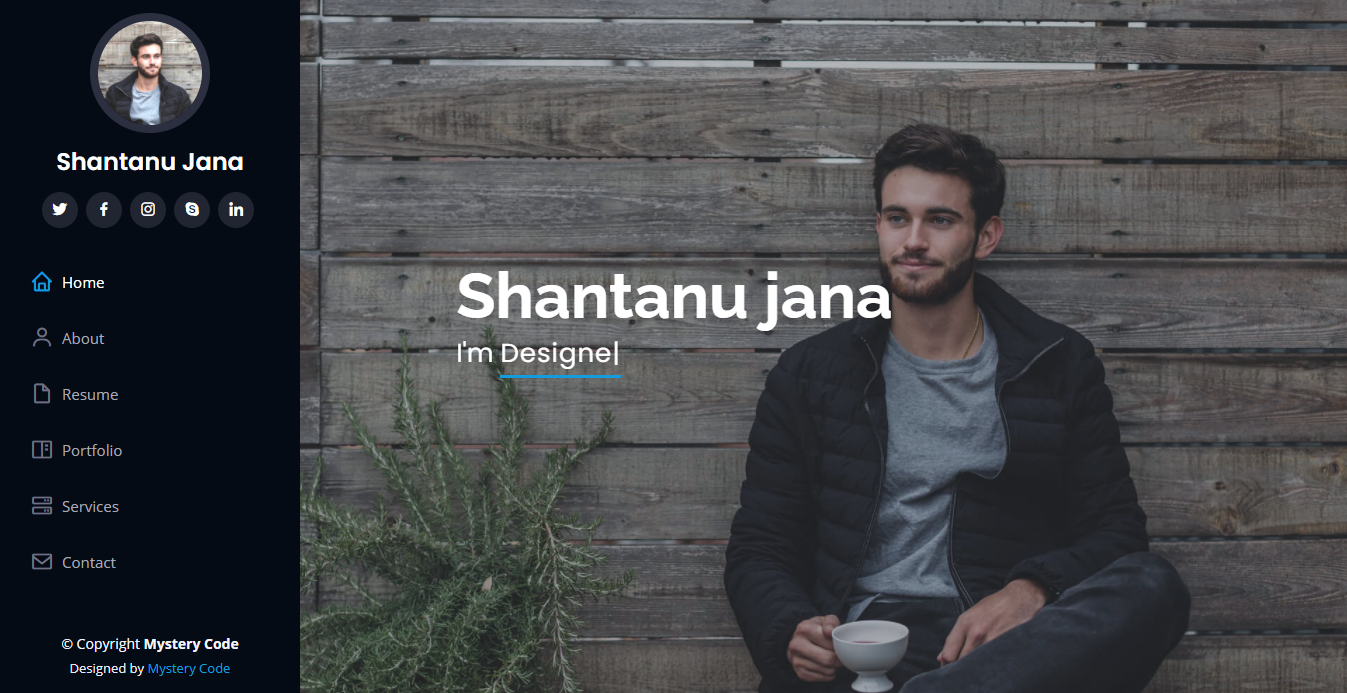 Shantanu Jana
Home
About
Resume
Portfolio
Services
Contact
© Copyright Mystery Code
Designed by Mystery Code
Shantanu jana
I'm Designe|